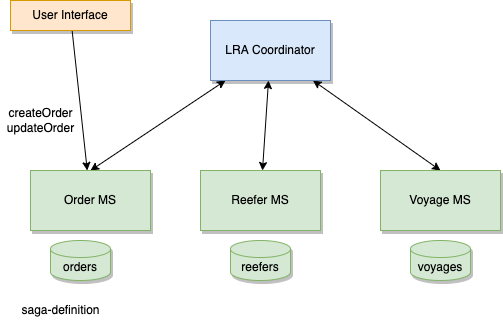 User Interface
LRA Coordinator
createOrder
updateOrder
Order MS
Reefer MS
Voyage MS
orders
reefers
voyages
saga-definition